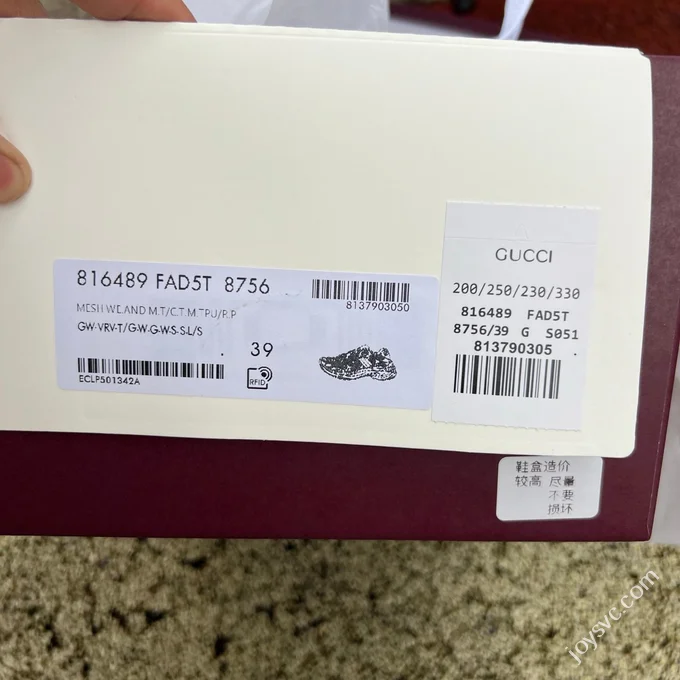 816489 FAD5T 8756
8137903050
MESH WE.AND M.T/C.T.M.TPU/R.P
GW-VRV-T/G-W-G-W-S-S-L/S
. 39
RFID
ECLP501342A
GUCCI
200/250/230/330
816489 FAD5T
8756/39 G S051
813790305 .
鞋盒造价
较高 尽量
不要
损坏
joysvc.com